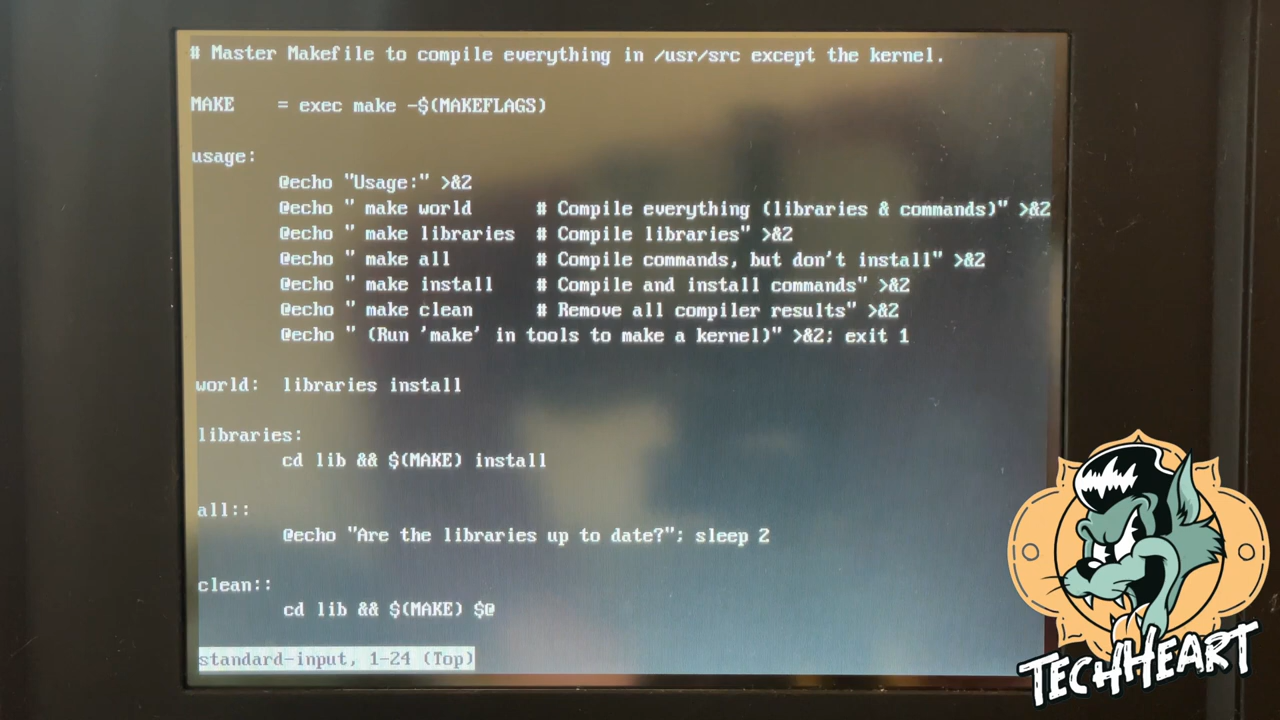 # Master Makefile to compile everything in /usr/src except the kernel.
MAKE    = exec make -$(MAKEFLAGS)
usage:
        @echo "Usage:" >&2
        @echo " make world      # Compile everything (libraries & commands)" >&2
        @echo " make libraries  # Compile libraries" >&2
        @echo " make all        # Compile commands, but don't install" >&2
        @echo " make install    # Compile and install commands" >&2
        @echo " make clean      # Remove all compiler results" >&2
        @echo " (Run 'make' in tools to make a kernel)" >&2; exit 1
world:  libraries install
libraries:
        cd lib && $(MAKE) install
all::
        @echo "Are the libraries up to date?"; sleep 2
clean::
        cd lib && $(MAKE) $@
standard-input, 1-24 (Top)
TECHHEART